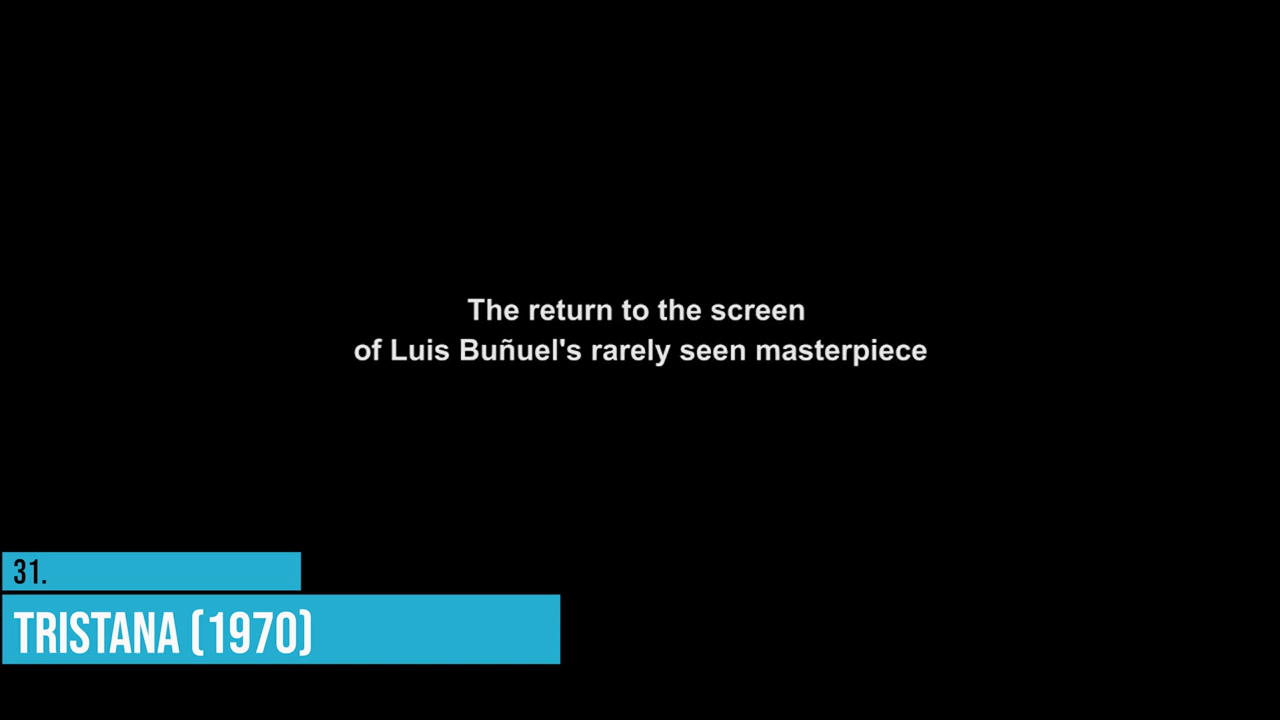 The return to the screen
of Luis Buñuel's rarely seen masterpiece
31.
TRISTANA (1970)